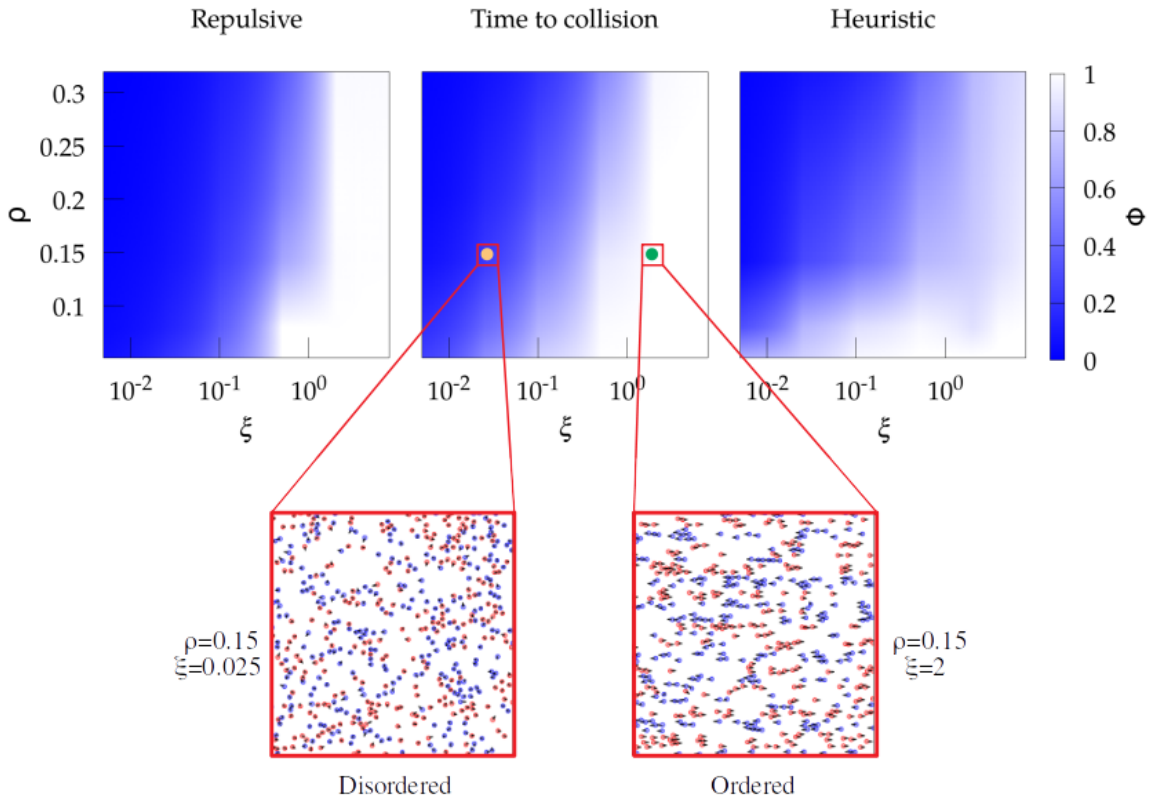 Repulsive
Time to collision
Heuristic
ρ
0.3
0.25
0.2
0.15
0.1
10⁻² 10⁻¹ 10⁰
ξ
10⁻² 10⁻¹ 10⁰
ξ
10⁻² 10⁻¹ 10⁰
ξ
1
0.8
0.6
0.4
0.2
0
Φ
ρ=0.15
ξ=0.025
ρ=0.15
ξ=2
Disordered
Ordered